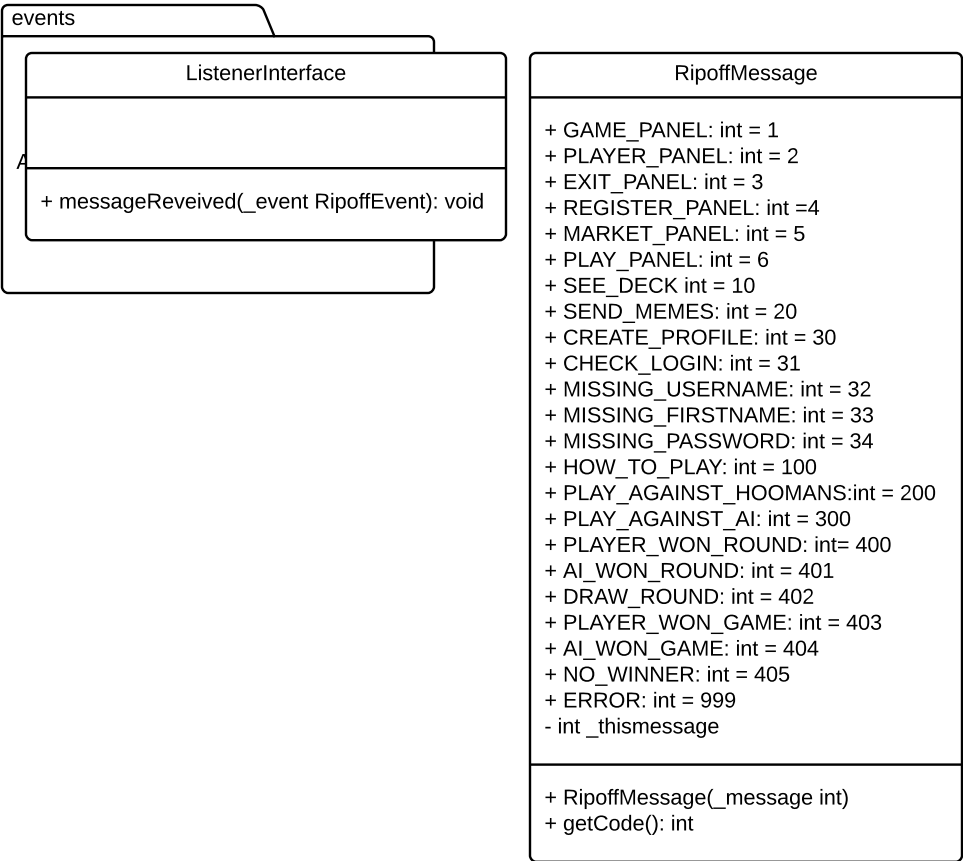 events
ListenerInterface
A
+ messageReveived(_event RipoffEvent): void
RipoffMessage
+ GAME_PANEL: int = 1
+ PLAYER_PANEL: int = 2
+ EXIT_PANEL: int = 3
+ REGISTER_PANEL: int =4
+ MARKET_PANEL: int = 5
+ PLAY_PANEL: int = 6
+ SEE_DECK int = 10
+ SEND_MEMES: int = 20
+ CREATE_PROFILE: int = 30
+ CHECK_LOGIN: int = 31
+ MISSING_USERNAME: int = 32
+ MISSING_FIRSTNAME: int = 33
+ MISSING_PASSWORD: int = 34
+ HOW_TO_PLAY: int = 100
+ PLAY_AGAINST_HOOMANS:int = 200
+ PLAY_AGAINST_AI: int = 300
+ PLAYER_WON_ROUND: int= 400
+ AI_WON_ROUND: int = 401
+ DRAW_ROUND: int = 402
+ PLAYER_WON_GAME: int = 403
+ AI_WON_GAME: int = 404
+ NO_WINNER: int = 405
+ ERROR: int = 999
- int _thismessage
+ RipoffMessage(_message int)
+ getCode(): int